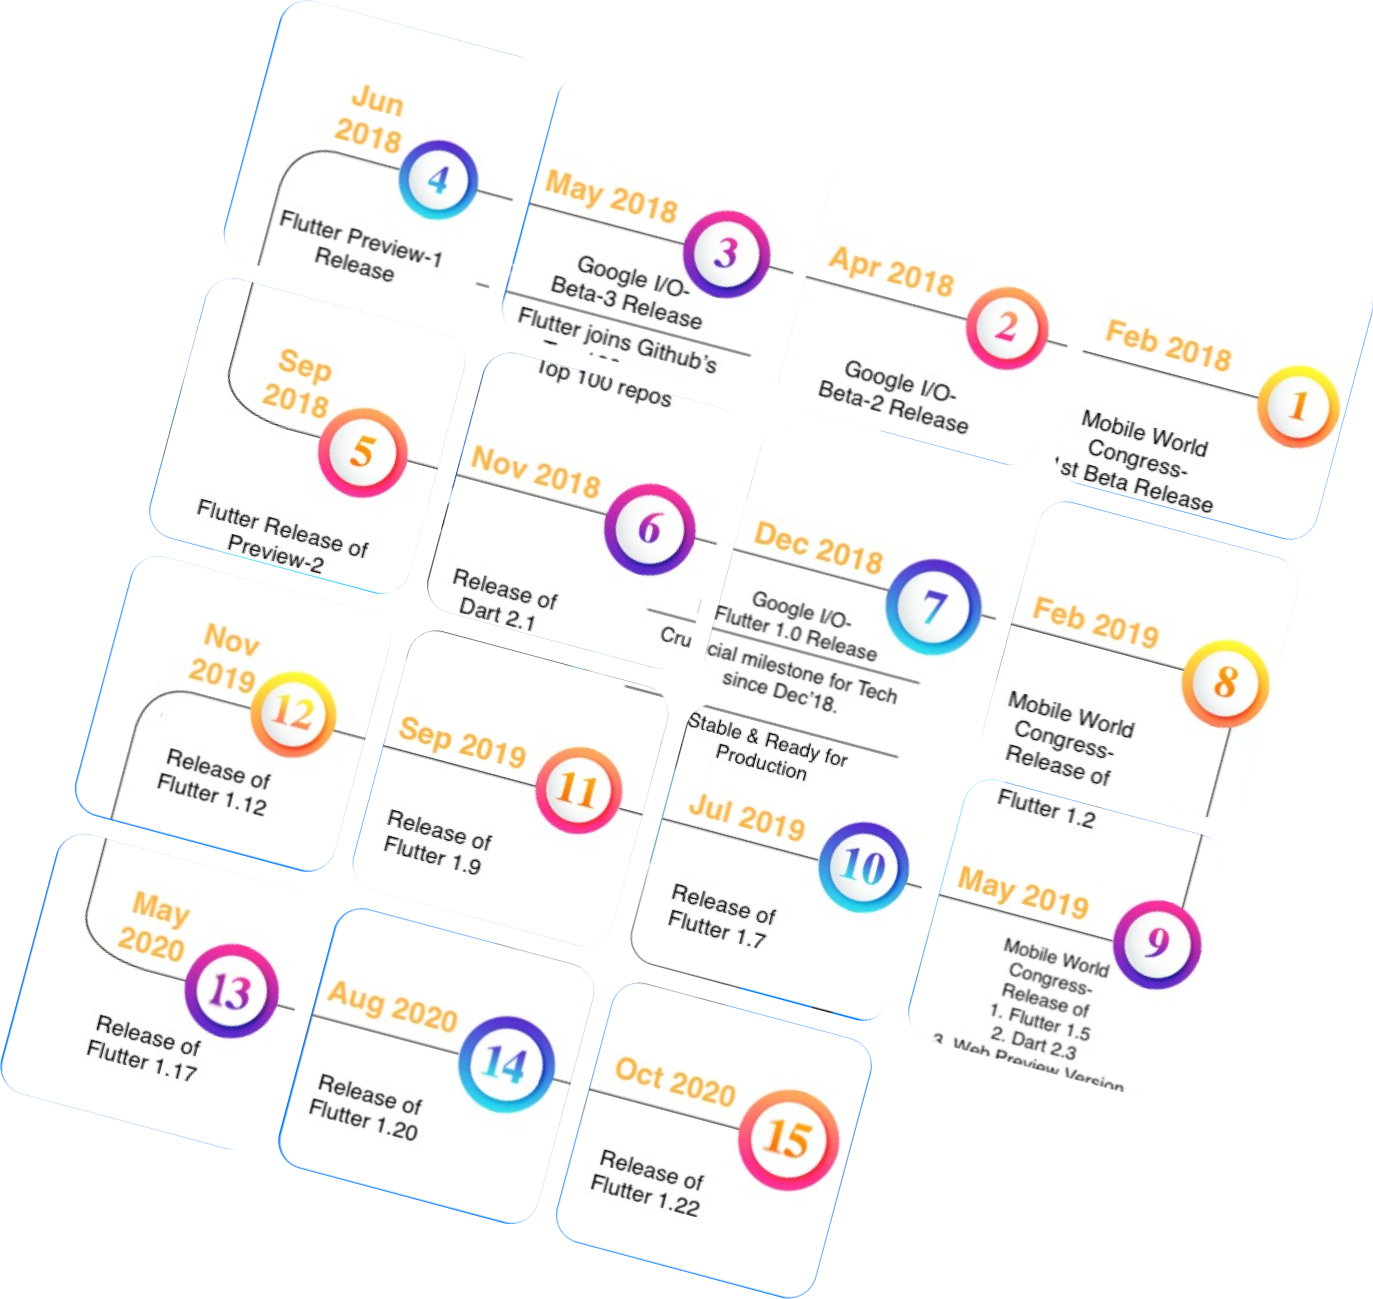 Jun
2018
4
Flutter Preview-1
Release
May 2018
3
Google I/O-
Beta-3 Release
Flutter joins Github's
Top 100 repos
Apr 2018
2
Google I/O-
Beta-2 Release
Feb 2018
1
Mobile World
Congress-
1st Beta Release
Sep
2018
5
Flutter Release of
Preview-2
Nov 2018
6
Release of
Dart 2.1
Dec 2018
7
Google I/O-
Flutter 1.0 Release
Crucial milestone for Tech
since Dec'18.
Stable & Ready for
Production
Feb 2019
8
Mobile World
Congress-
Release of
Flutter 1.2
Nov
2019
12
Release of
Flutter 1.12
Sep 2019
11
Release of
Flutter 1.9
Jul 2019
10
Release of
Flutter 1.7
May 2019
9
Mobile World
Congress-
Release of
1. Flutter 1.5
2. Dart 2.3
3. Web Preview Version
May
2020
13
Release of
Flutter 1.17
Aug 2020
14
Release of
Flutter 1.20
Oct 2020
15
Release of
Flutter 1.22